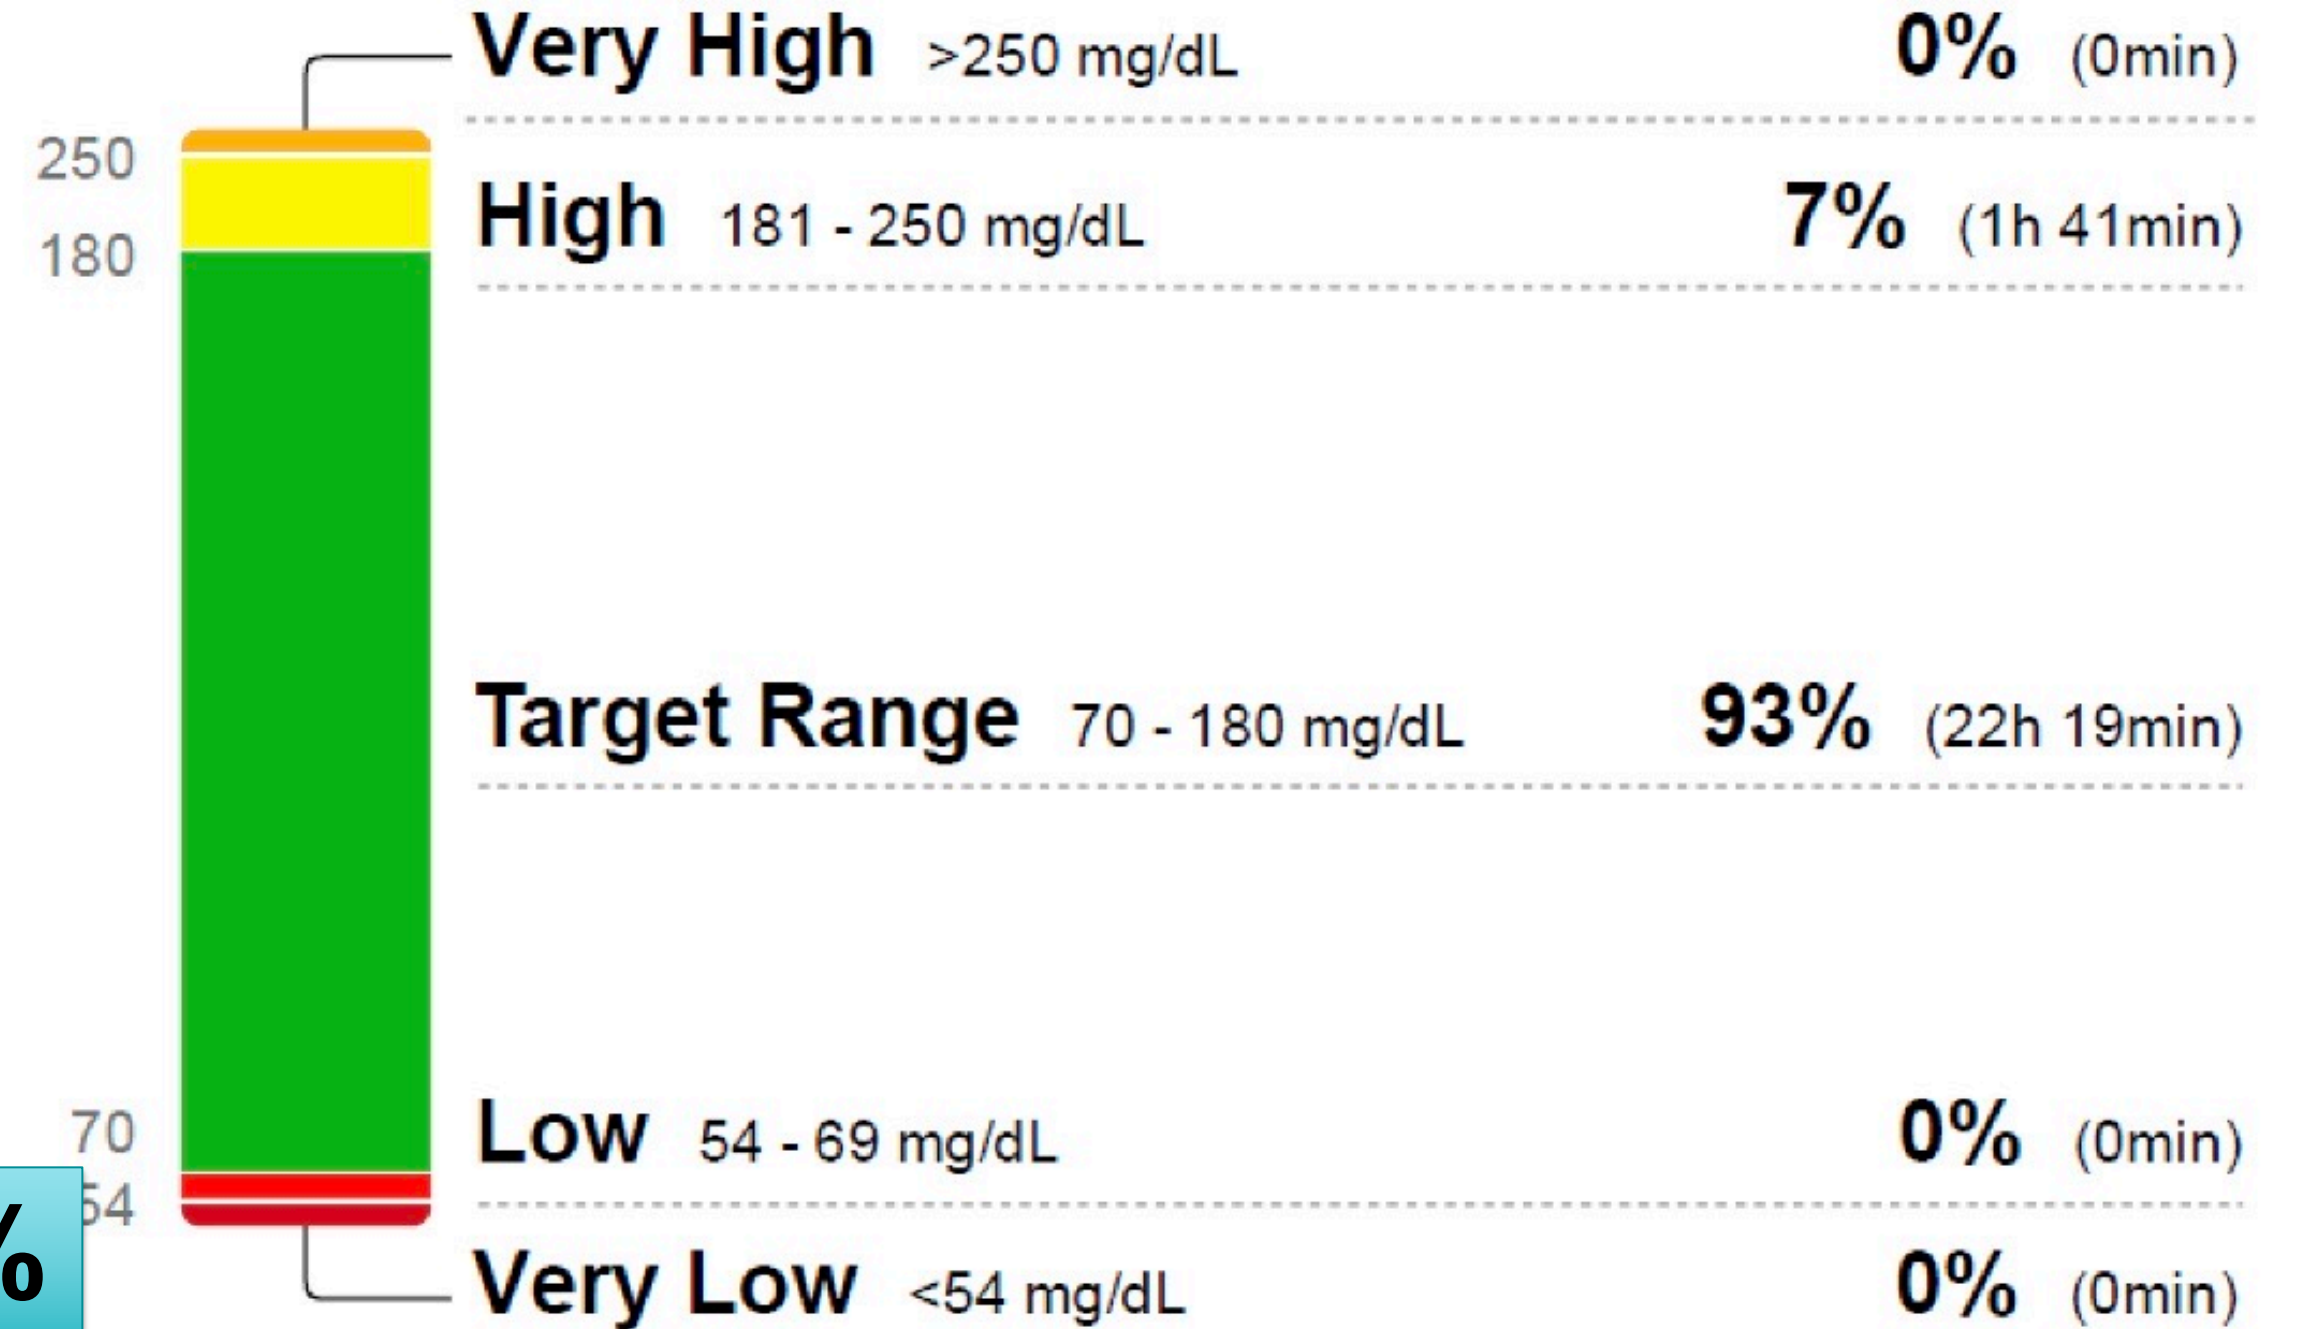 Very High >250 mg/dL 0% (0min)
250
High 181 - 250 mg/dL 7% (1h 41min)
180
Target Range 70 - 180 mg/dL 93% (22h 19min)
70
Low 54 - 69 mg/dL 0% (0min)
54
%
Very Low <54 mg/dL 0% (0min)